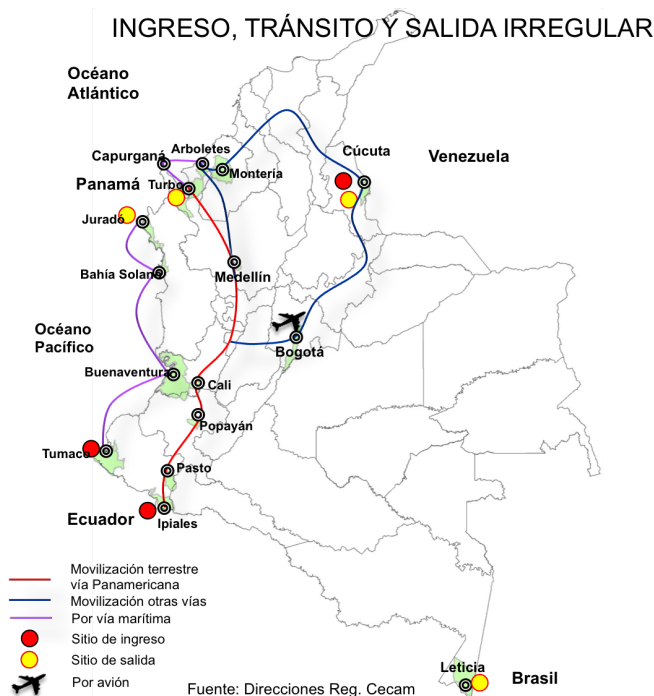 INGRESO, TRÁNSITO Y SALIDA IRREGULAR
Océano
Atlántico
Capurganá
Arboletes
Montería
Cúcuta
Venezuela
Panamá
Turbo
Juradó
Bahía Solano
Medellín
Océano
Pacífico
Bogotá
Buenaventura
Cali
Popayán
Tumaco
Pasto
Ecuador
Ipiales
Movilización terrestre
vía Panamericana
Movilización otras vías
Por vía marítima
Sitio de ingreso
Sitio de salida
Por avión
Fuente: Direcciones Reg. Cecam
Leticia
Brasil